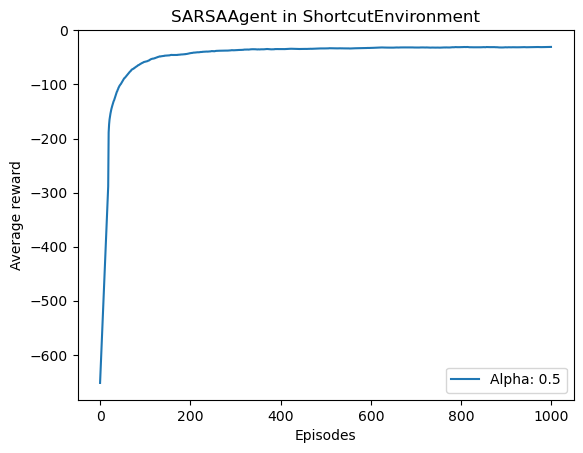 SARSAAgent in ShortcutEnvironment
0
−100
−200
−300
−400
−500
−600
Average reward
Alpha: 0.5
0 200 400 600 800 1000
Episodes